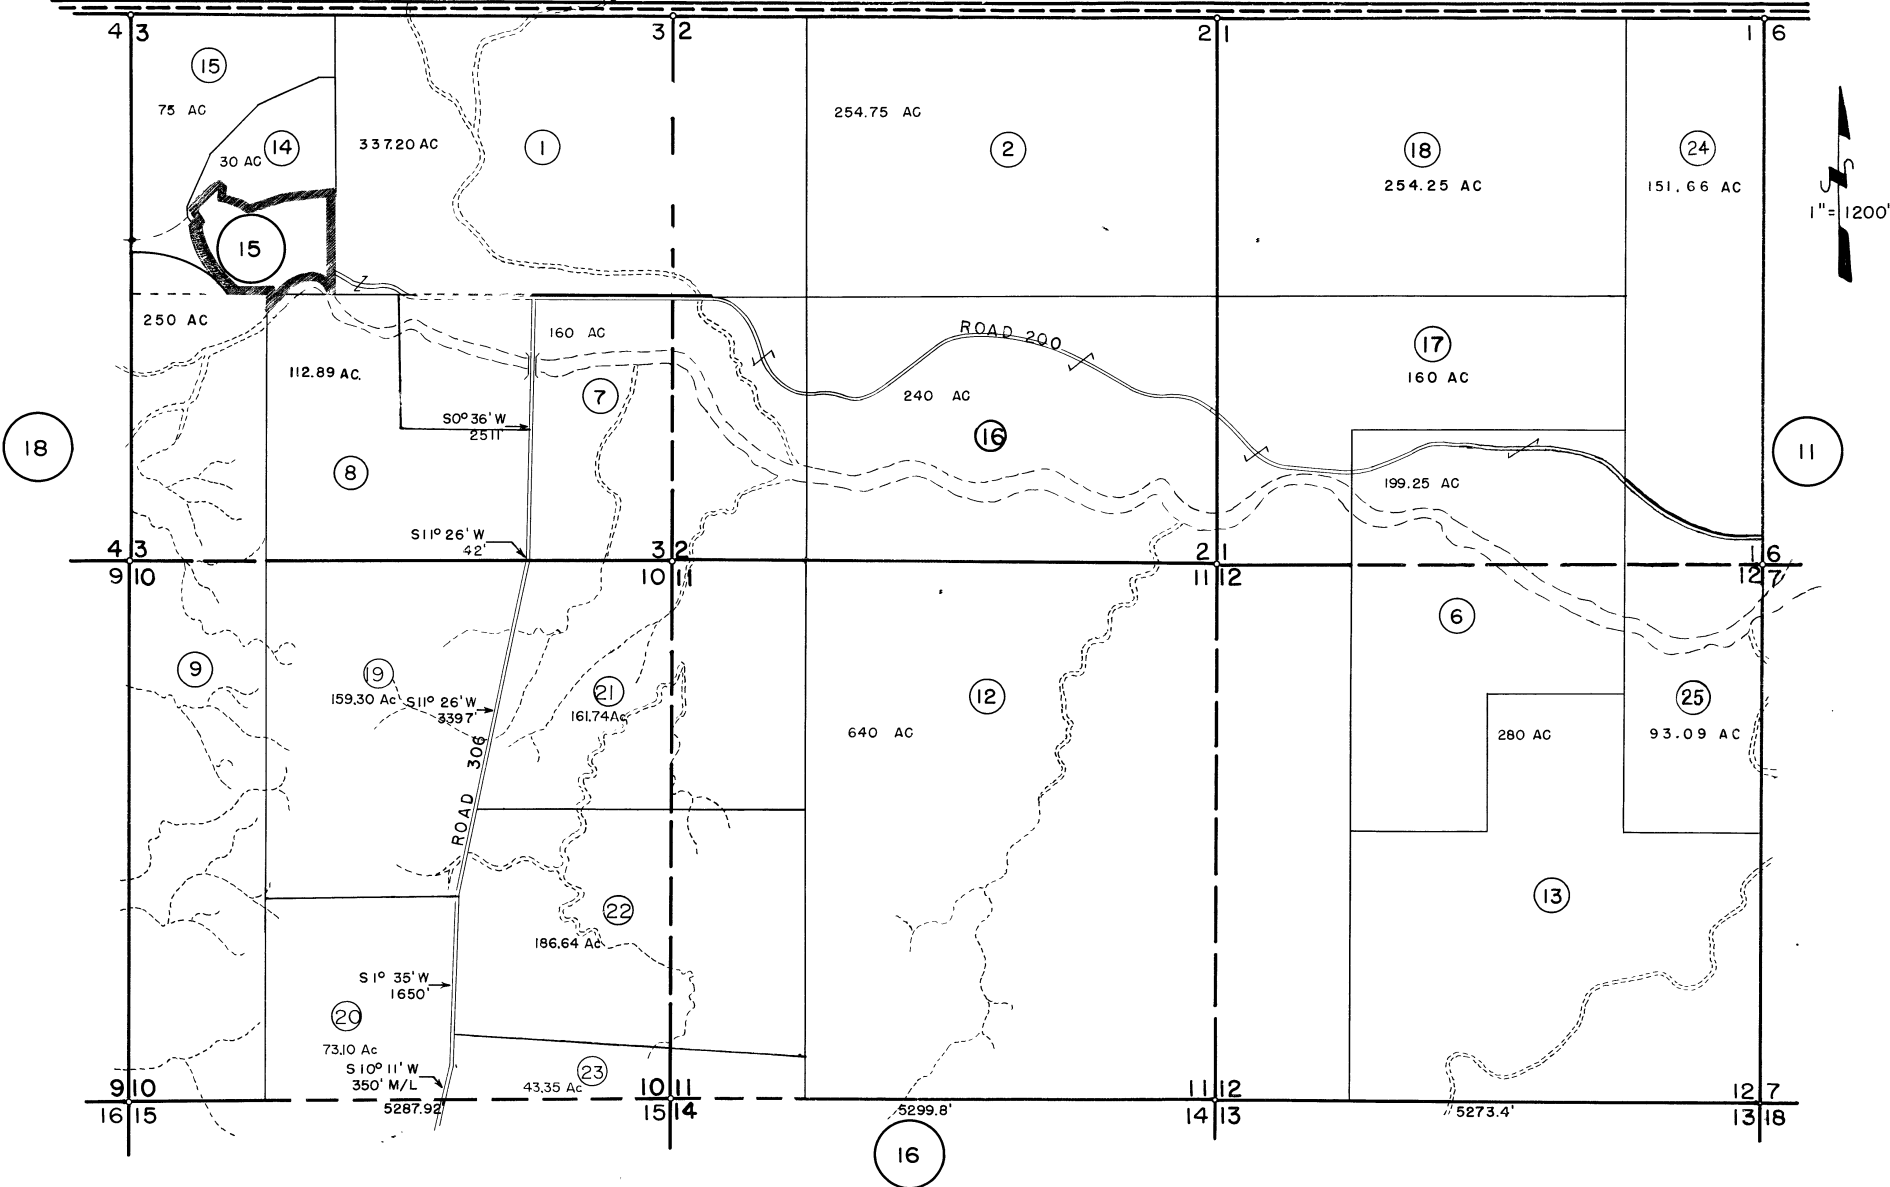 4 3
3 2
2 1
1 6
15
75 AC
14
30 AC
337.20 AC
1
254.75 AC
2
18
254.25 AC
24
151.66 AC
1" = 1200'
15
250 AC
112.89 AC.
160 AC
7
ROAD 200
240 AC
16
17
160 AC
S0° 36' W
2511'
18
8
199.25 AC
11
S11° 26' W
42'
4 3
9 10
3 2
10 11
2 1
11 12
1 6
12 7
6
9
19
159.30 Ac
S11° 26' W
3397'
21
161.74 Ac
12
640 AC
25
93.09 AC
280 AC
ROAD 306
22
186.64 Ac
13
S 1° 35' W
1650'
20
73.10 Ac
S 10° 11' W
350' M/L
23
43.35 Ac
9 10
16 15
10 11
15 14
11 12
14 13
12 7
13 18
5287.92'
5299.8'
5273.4'
16